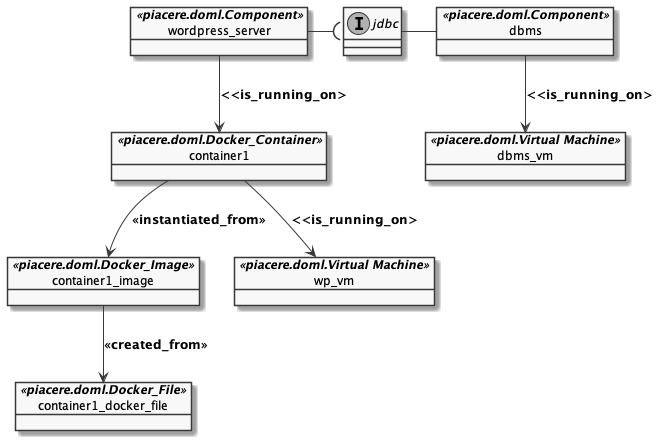 «piacere.doml.Component»
wordpress_server
I jdbc
«piacere.doml.Component»
dbms
<<is_running_on>
<<is_running_on>
«piacere.doml.Docker_Container»
container1
«piacere.doml.Virtual Machine»
dbms_vm
«instantiated_from»
<<is_running_on>
«piacere.doml.Docker_Image»
container1_image
«piacere.doml.Virtual Machine»
wp_vm
«created_from»
«piacere.doml.Docker_File»
container1_docker_file